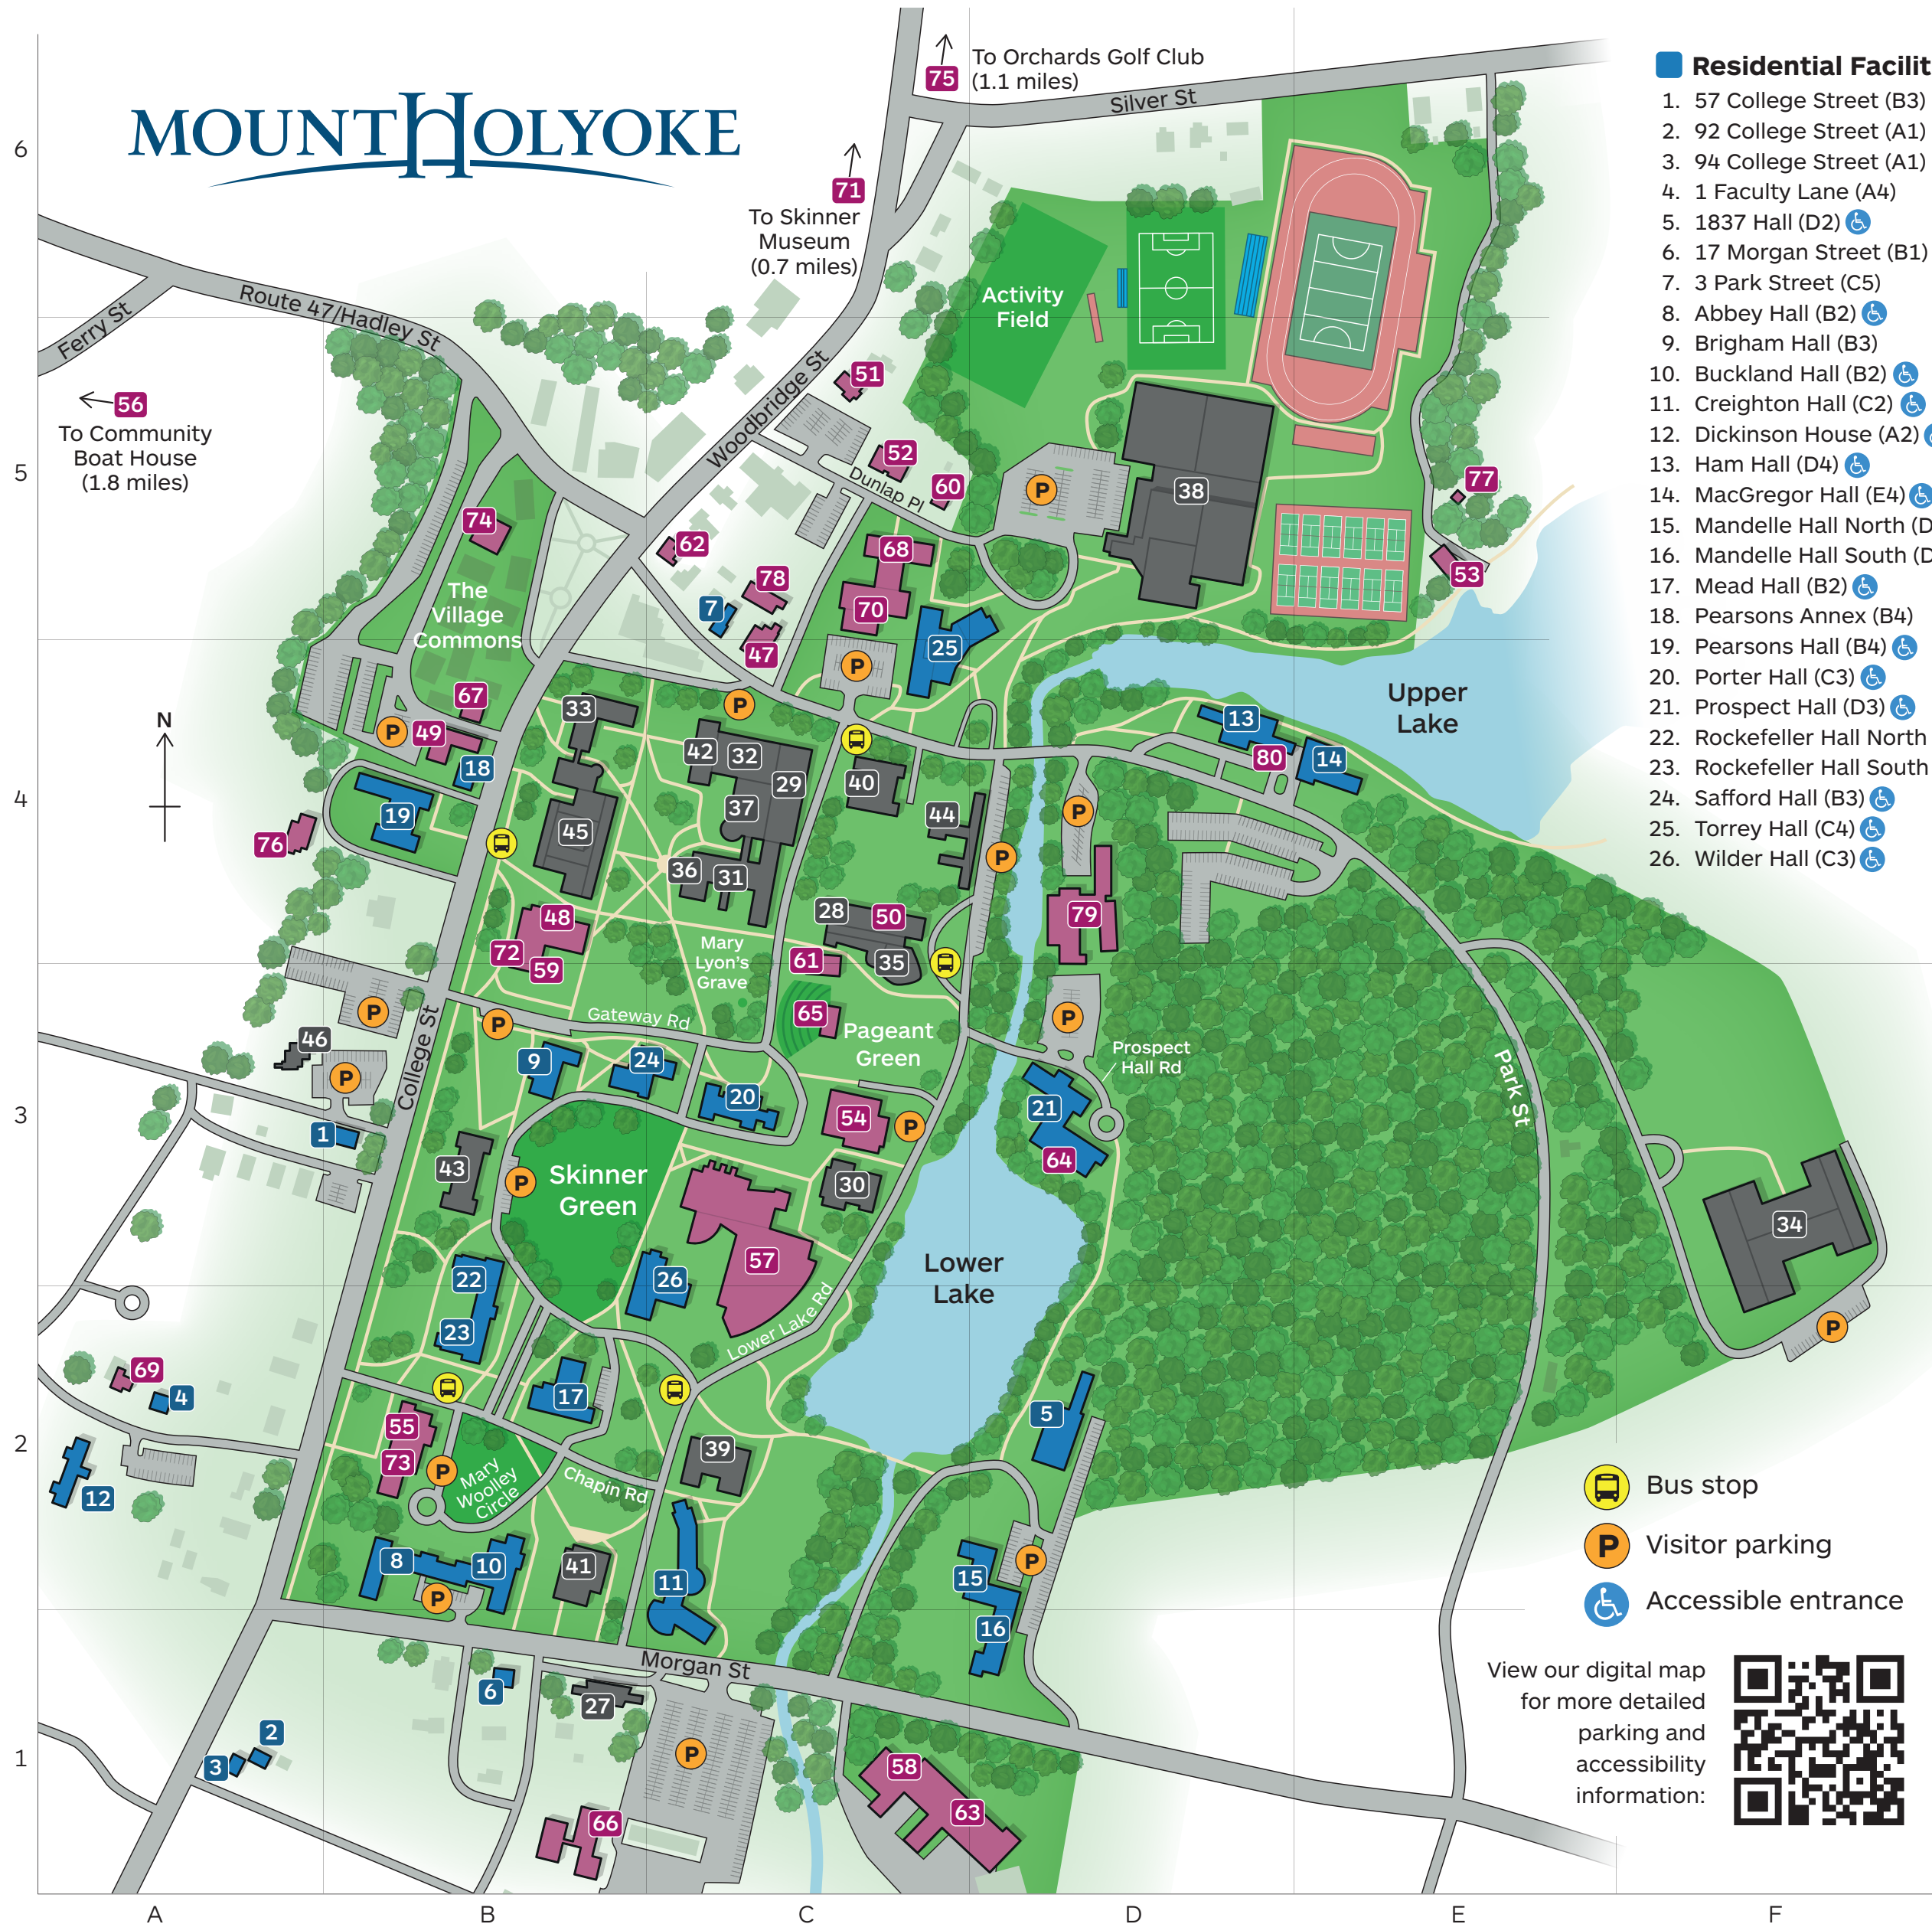 MOUNT HOLYOKE
75
To Orchards Golf Club
(1.1 miles)
Silver St
71
To Skinner
Museum
(0.7 miles)
Route 47/Hadley St
Ferry St
56
To Community
Boat House
(1.8 miles)
Woodbridge St
Activity
Field
51
52
60
Dunlap Pl
P
38
77
53
74
The
Village
Commons
62
78
7
47
68
70
25
P
67
P
49
18
19
76
N
33
45
P
42
32
29
37
36
31
40
44
P
P
13
80
14
Upper
Lake
48
72
59
Mary
Lyon's
Grave
28
50
35
61
65
79
P
Gateway Rd
Pageant
Green
P
Prospect
Hall Rd
46
P
P
College St
9
24
20
54
P
21
64
Park St
1
43
P
Skinner
Green
30
57
Lower
Lake
34
P
22
23
26
Lower Lake Rd
69
4
12
17
5
55
73
P
Mary
Woolley
Circle
Chapin Rd
39
8
10
P
41
11
15
P
16
Morgan St
6
27
2
3
P
66
58
63
6
5
4
3
2
1
A
B
C
D
E
F
Residential Facilit
1. 57 College Street (B3)
2. 92 College Street (A1)
3. 94 College Street (A1)
4. 1 Faculty Lane (A4)
5. 1837 Hall (D2)
6. 17 Morgan Street (B1)
7. 3 Park Street (C5)
8. Abbey Hall (B2)
9. Brigham Hall (B3)
10. Buckland Hall (B2)
11. Creighton Hall (C2)
12. Dickinson House (A2)
13. Ham Hall (D4)
14. MacGregor Hall (E4)
15. Mandelle Hall North (D
16. Mandelle Hall South (D
17. Mead Hall (B2)
18. Pearsons Annex (B4)
19. Pearsons Hall (B4)
20. Porter Hall (C3)
21. Prospect Hall (D3)
22. Rockefeller Hall North
23. Rockefeller Hall South
24. Safford Hall (B3)
25. Torrey Hall (C4)
26. Wilder Hall (C3)
Bus stop
P Visitor parking
Accessible entrance
View our digital map
for more detailed
parking and
accessibility
information: